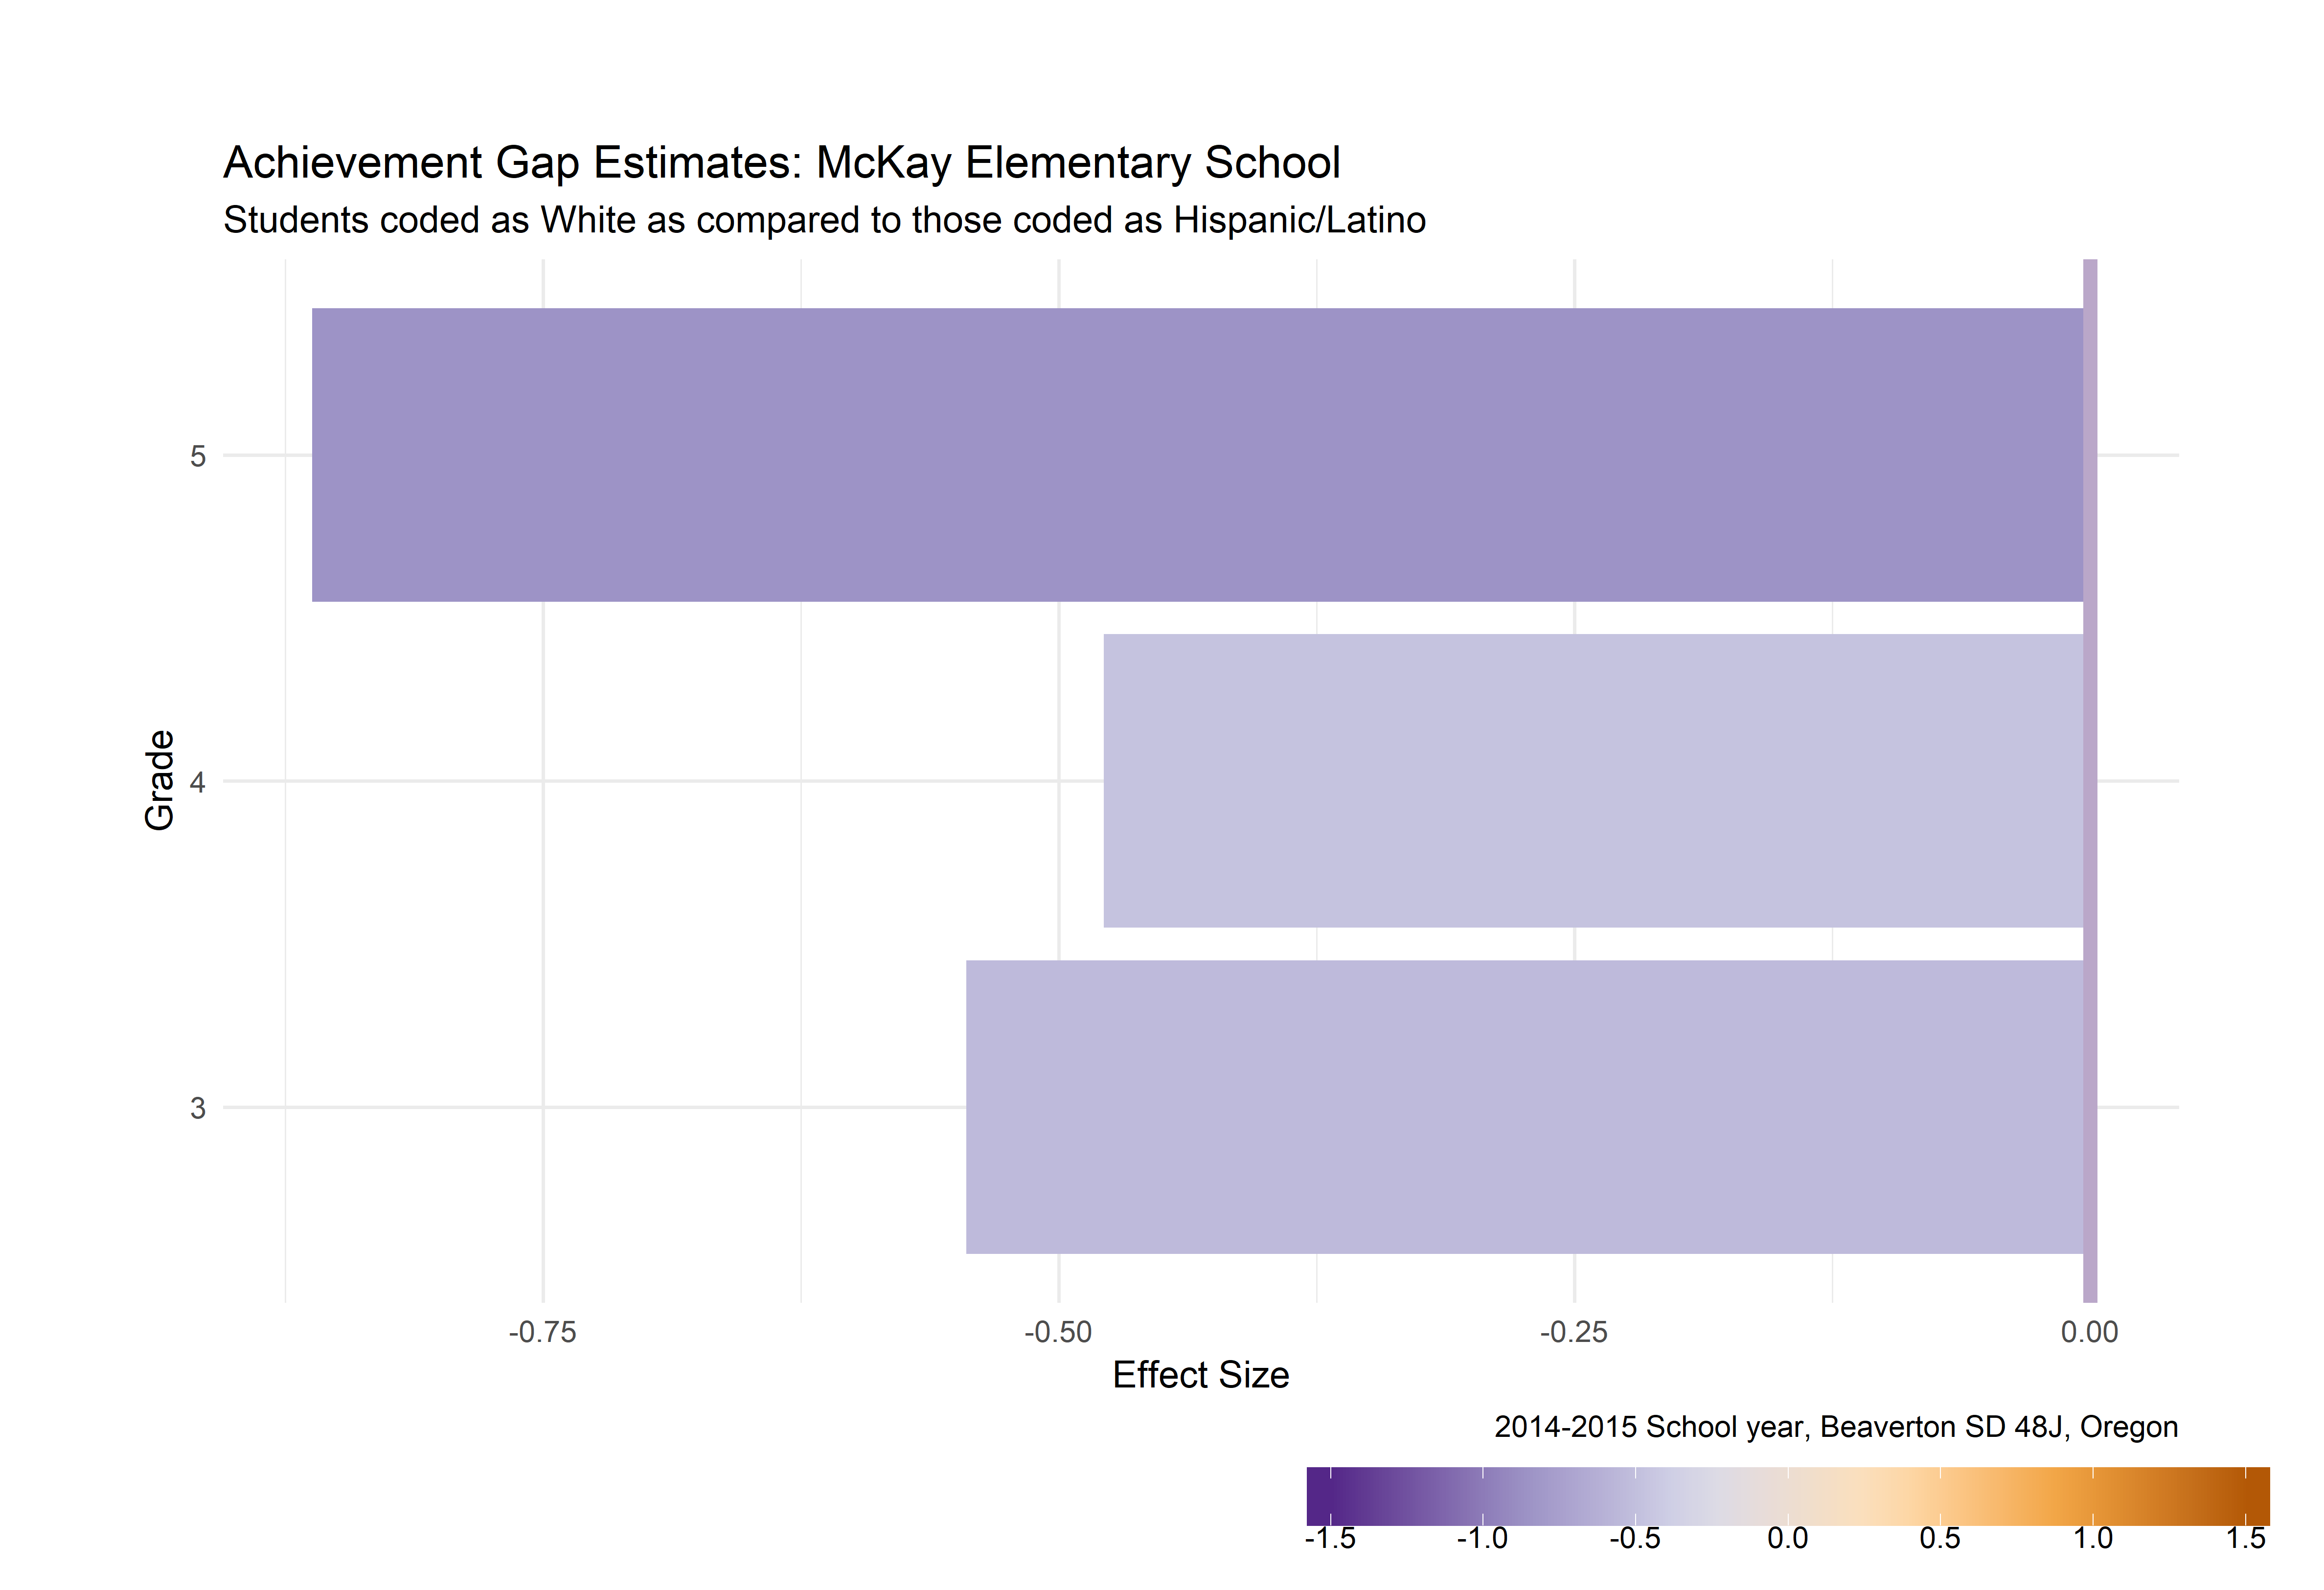 Achievement Gap Estimates: McKay Elementary School
Students coded as White as compared to those coded as Hispanic/Latino
Grade
5
4
3
-0.75 -0.50 -0.25 0.00
Effect Size
2014-2015 School year, Beaverton SD 48J, Oregon
-1.5 -1.0 -0.5 0.0 0.5 1.0 1.5